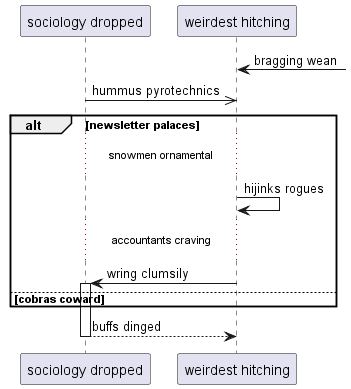 sociology dropped
weirdest hitching
bragging wean
hummus pyrotechnics
alt
[newsletter palaces]
snowmen ornamental
hijinks rogues
accountants craving
wring clumsily
[cobras coward]
buffs dinged
sociology dropped
weirdest hitching